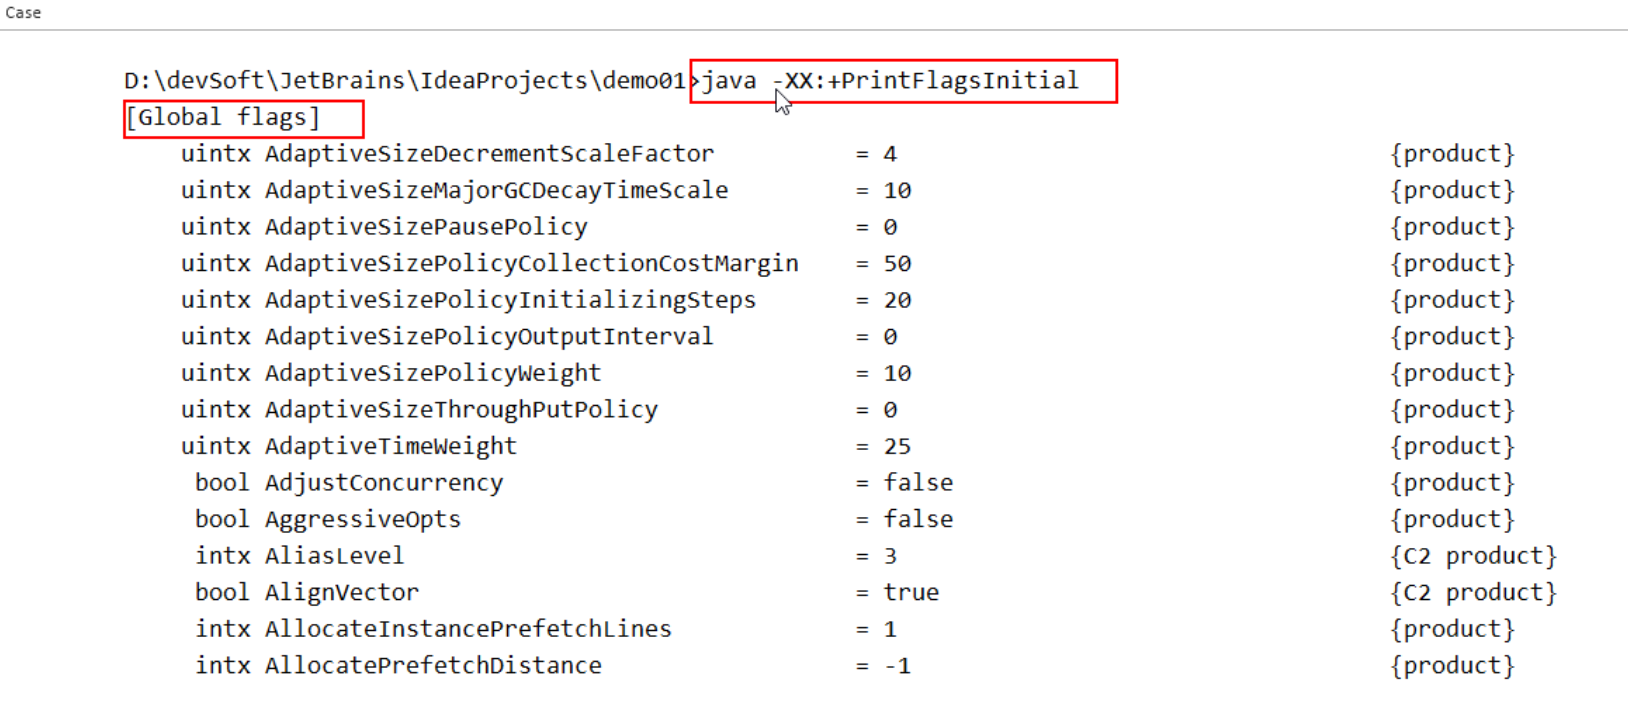 Case
D:\devSoft\JetBrains\IdeaProjects\demo01>java -XX:+PrintFlagsInitial
[Global flags]
uintx AdaptiveSizeDecrementScaleFactor = 4 {product}
uintx AdaptiveSizeMajorGCDecayTimeScale = 10 {product}
uintx AdaptiveSizePausePolicy = 0 {product}
uintx AdaptiveSizePolicyCollectionCostMargin = 50 {product}
uintx AdaptiveSizePolicyInitializingSteps = 20 {product}
uintx AdaptiveSizePolicyOutputInterval = 0 {product}
uintx AdaptiveSizePolicyWeight = 10 {product}
uintx AdaptiveSizeThroughPutPolicy = 0 {product}
uintx AdaptiveTimeWeight = 25 {product}
bool AdjustConcurrency = false {product}
bool AggressiveOpts = false {product}
intx AliasLevel = 3 {C2 product}
bool AlignVector = true {C2 product}
intx AllocateInstancePrefetchLines = 1 {product}
intx AllocatePrefetchDistance = -1 {product}